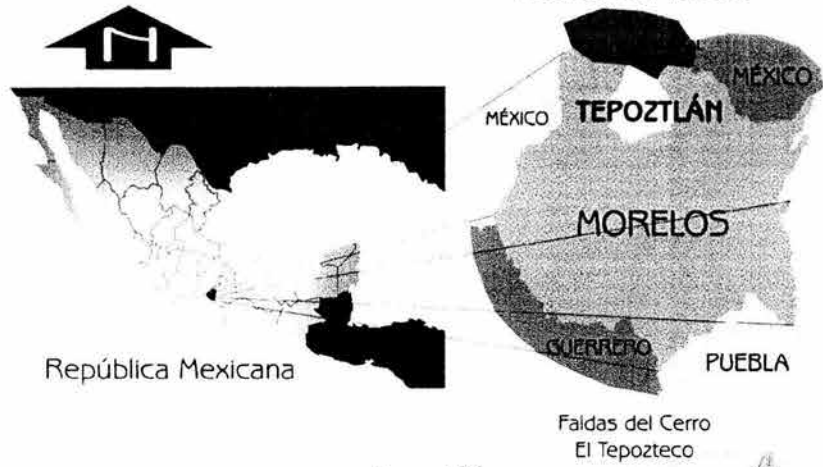 N
MÉXICO
MÉXICO
TEPOZTLÁN
MORELOS
GUERRERO
PUEBLA
República Mexicana
Faldas del Cerro
El Tepozteco